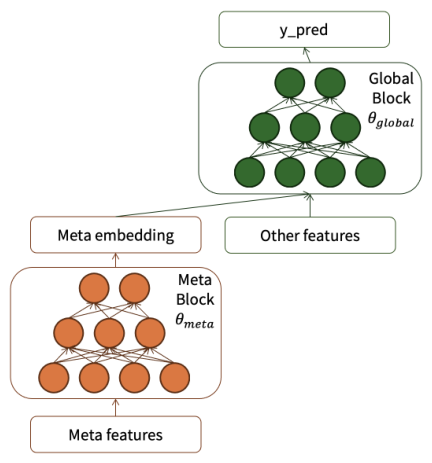 y_pred
Global
Block
θ_global
Meta embedding
Other features
Meta
Block
θ_meta
Meta features